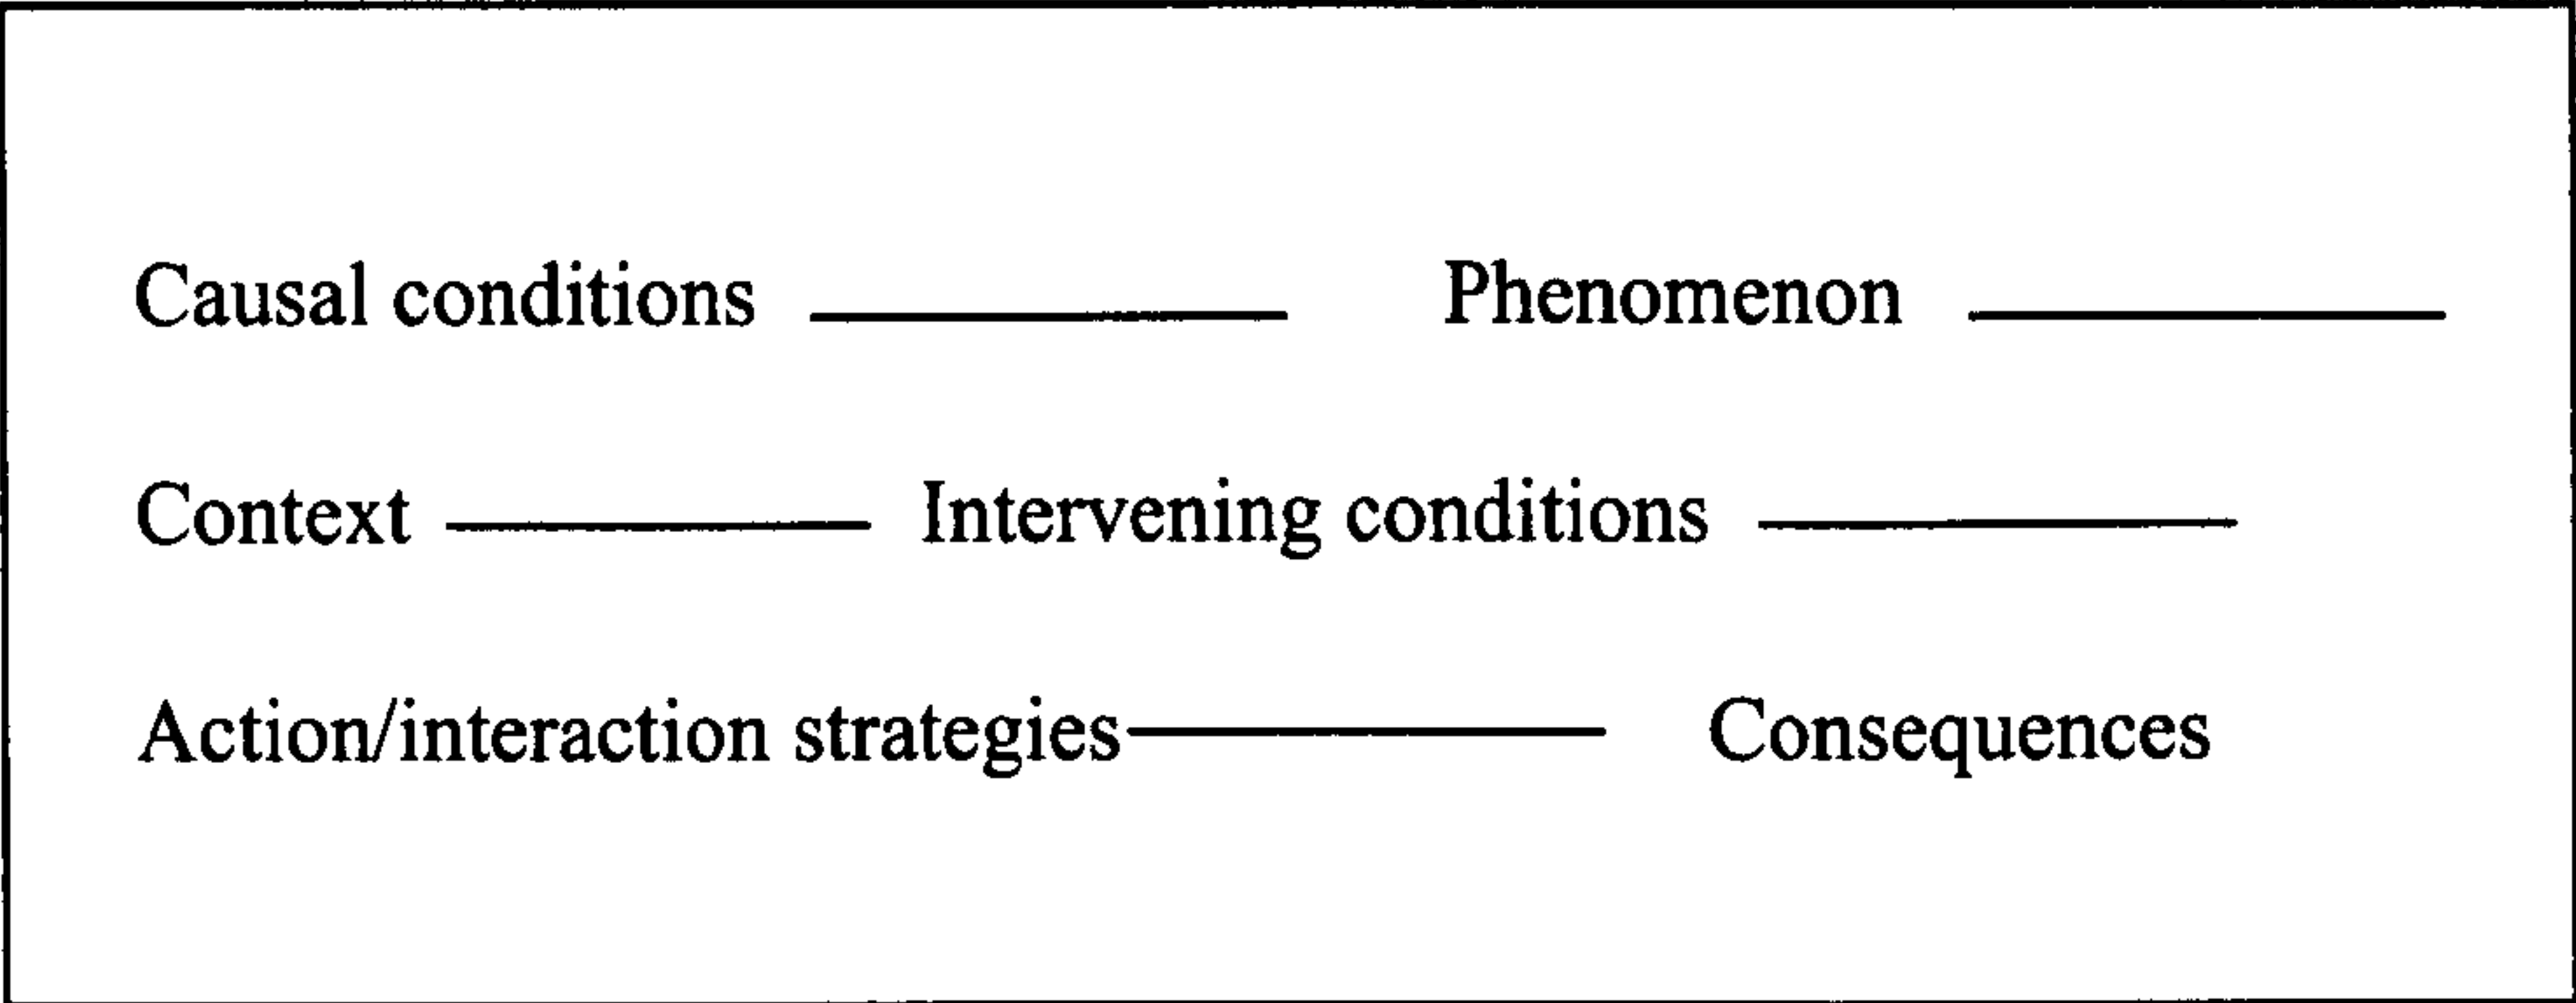 Causal conditions Phenomenon
Context Intervening conditions
Action/interaction strategies Consequences